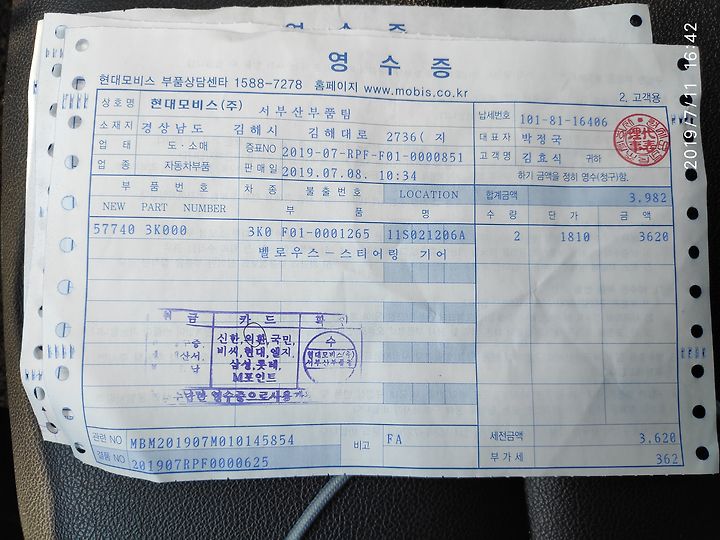 영 수 증
영 수 증
현대모비스 부품상담센타 1588-7278 홈페이지 www.mobis.co.kr
2. 고객용
상호명 현대모비스(주) 서부산부품팀
납세번호 101-81-16406
소재지 경상남도 김해시 김해대로 2736( 지
대표자 박정국
업태 도·소매 증표NO 2019-07-RPF-F01-0000851
고객명 김효식 귀하
업종 자동차부품 판매일 2019.07.08. 10:34
하기 금액을 정히 영수(청구)함.
부품번호 차종 불출번호 LOCATION 합계금액 3,982
NEW PART NUMBER 부품명 수량 단가 금액
57740 3K000 3K0 F01-0001265 11S021206A 2 1810 3620
벨로우스-스티어링 기어
카드
신한,외환,국민,
비씨,현대,엘지
삼성,롯데,
M포인트
수
현대모비스(주)
서부산부품
관련NO MBM201907M010145854 비고 FA 세전금액 3,620
결품NO 201907RPF0000625 부가세 362
2019/7/11 16:42